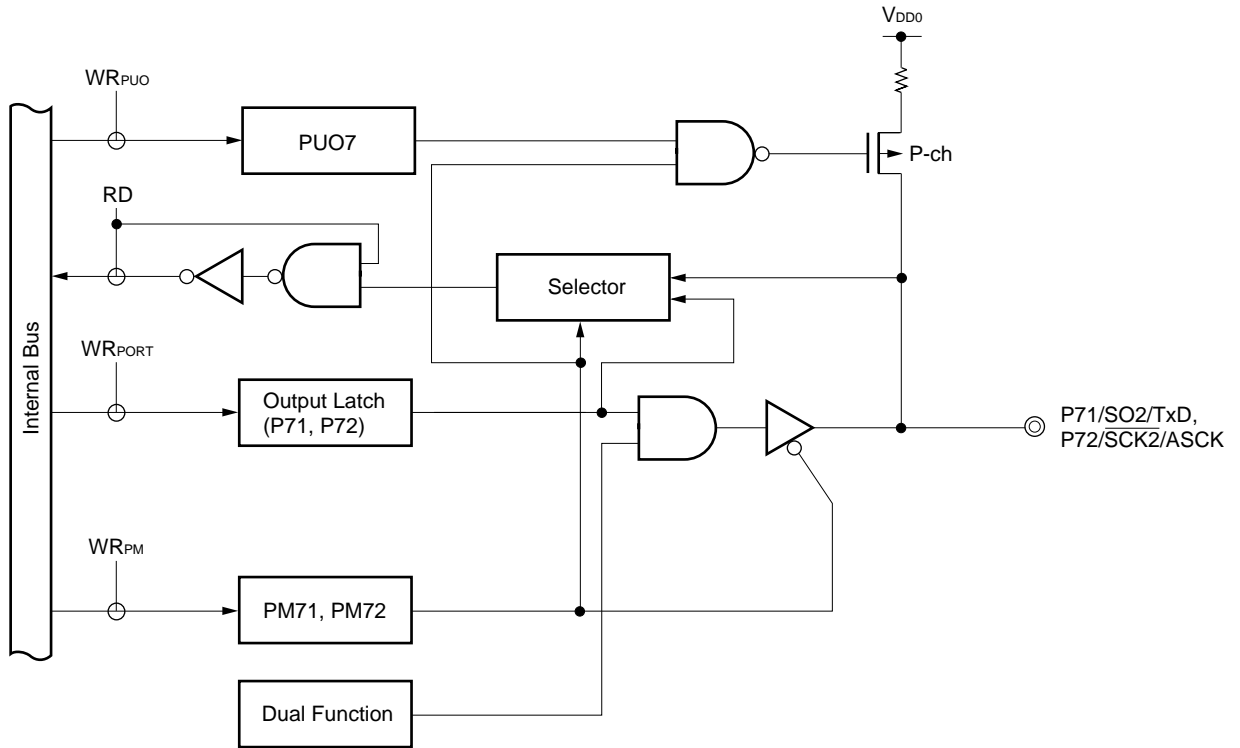 VDD0
WRPUO
PUO7
P-ch
RD
Selector
Internal Bus
WRPORT
Output Latch
(P71, P72)
P71/SO2/TxD,
P72/SCK2/ASCK
WRPM
PM71, PM72
Dual Function